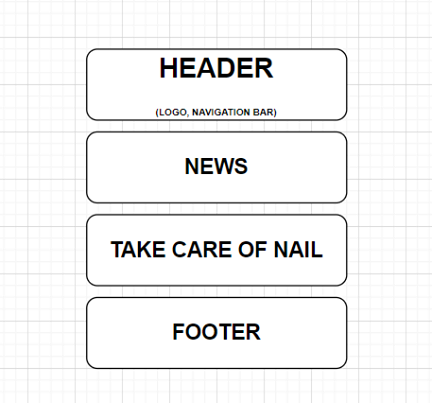 HEADER
(LOGO, NAVIGATION BAR)
NEWS
TAKE CARE OF NAIL
FOOTER